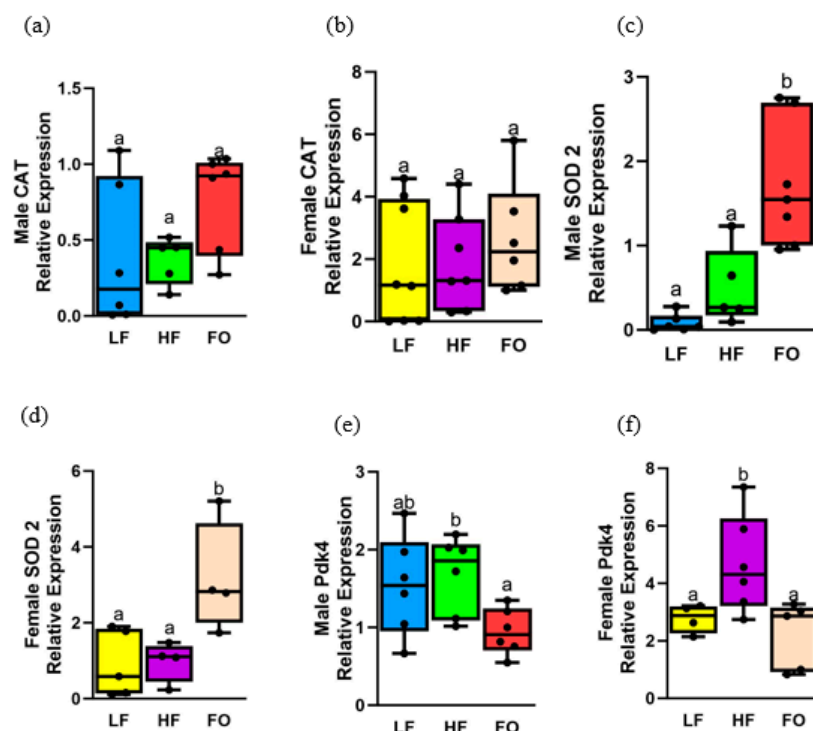 (a)
Male CAT
Relative Expression
1.5
1.0
0.5
0.0
a
a
a
LF
HF
FO
(b)
Female CAT
Relative Expression
8
6
4
2
0
a
a
a
LF
HF
FO
(c)
Male SOD 2
Relative Expression
3
2
1
0
a
a
b
LF
HF
FO
(d)
Female SOD 2
Relative Expression
6
4
2
0
a
a
b
LF
HF
FO
(e)
Male Pdk4
Relative Expression
3
2
1
0
ab
b
a
LF
HF
FO
(f)
Female Pdk4
Relative Expression
8
6
4
2
0
a
b
a
LF
HF
FO